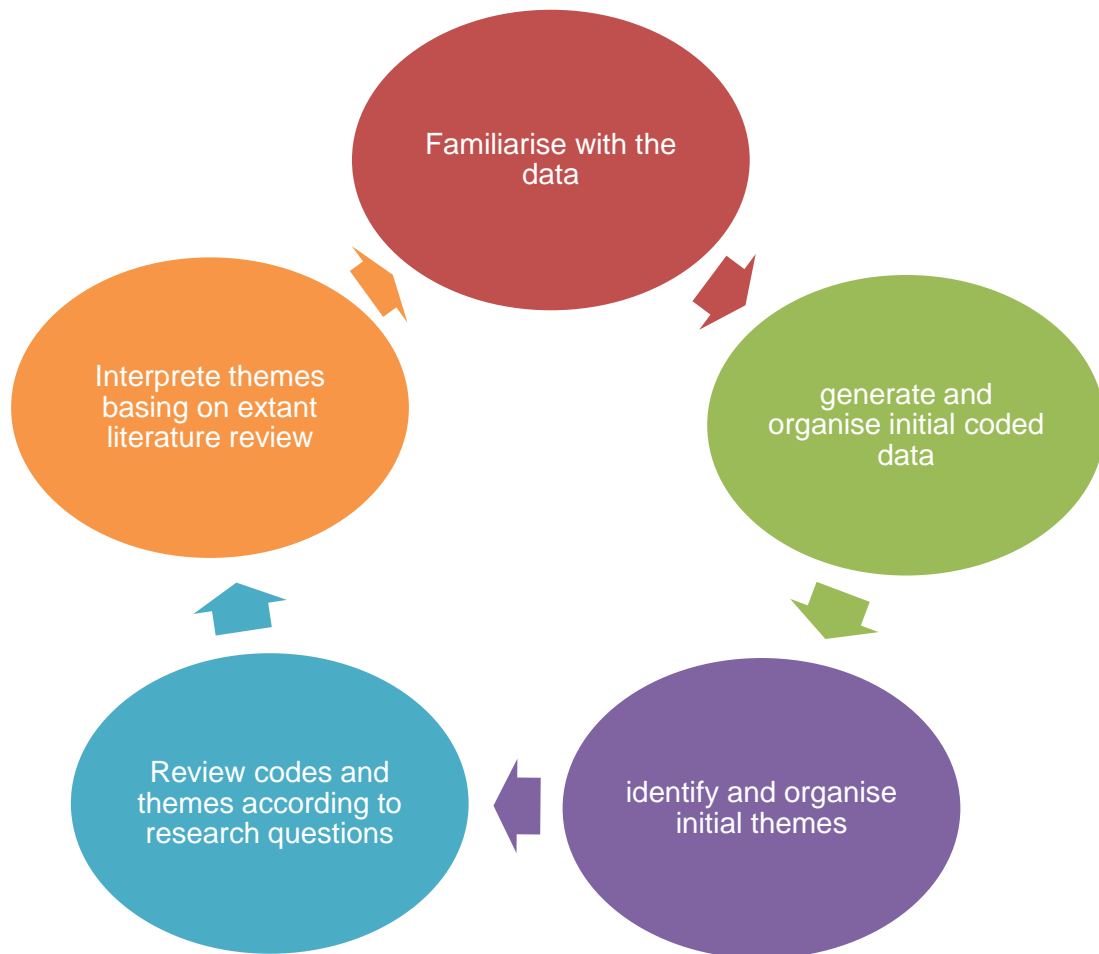 Familiarise with the
data
generate and
organise initial coded
data
identify and organise
initial themes
Review codes and
themes according to
research questions
Interprete themes
basing on extant
literature review